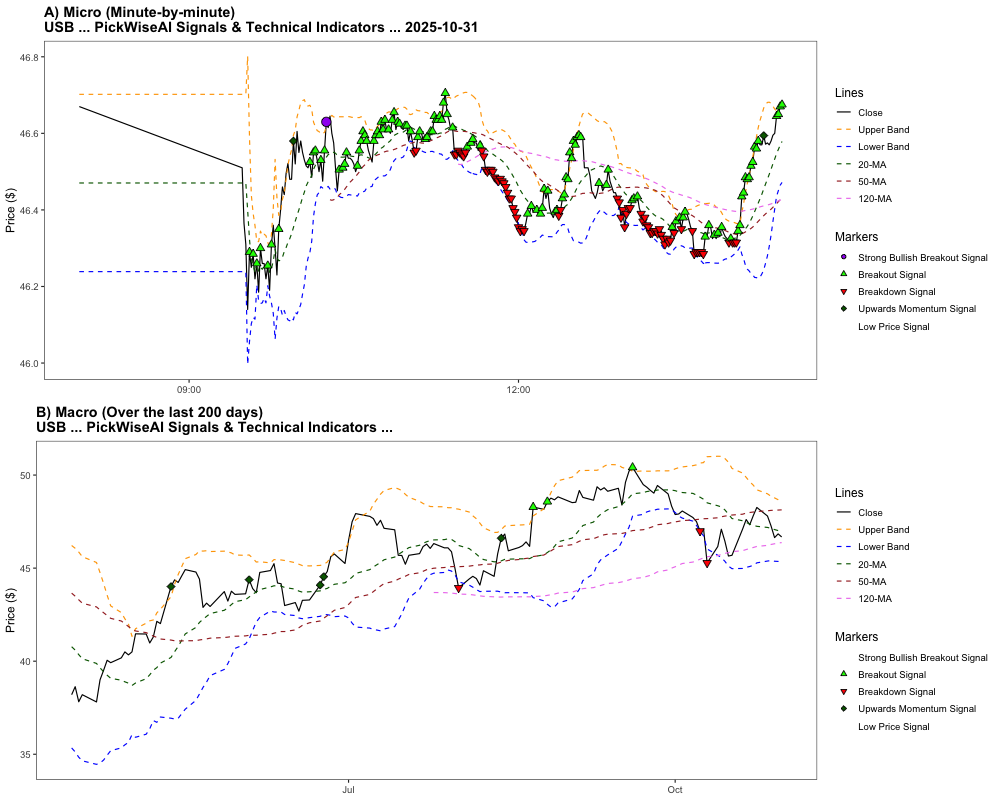 A) Micro (Minute-by-minute)
USB ... PickWiseAI Signals & Technical Indicators ... 2025-10-31
46.8
46.6
46.4
46.2
46.0
Price ($)
09:00
12:00
Lines
Close
Upper Band
Lower Band
20-MA
50-MA
120-MA
Markers
Strong Bullish Breakout Signal
Breakout Signal
Breakdown Signal
Upwards Momentum Signal
Low Price Signal
B) Macro (Over the last 200 days)
USB ... PickWiseAI Signals & Technical Indicators ...
50
45
40
35
Price ($)
Jul
Oct
Lines
Close
Upper Band
Lower Band
20-MA
50-MA
120-MA
Markers
Strong Bullish Breakout Signal
Breakout Signal
Breakdown Signal
Upwards Momentum Signal
Low Price Signal